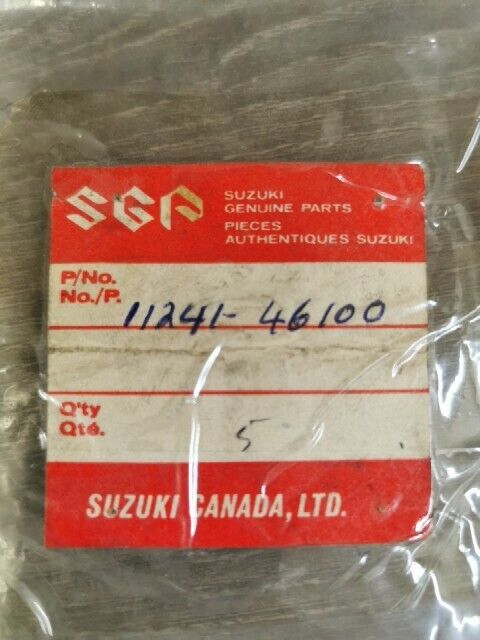 SGP
SUZUKI
GENUINE PARTS
PIECES
AUTHENTIQUES SUZUKI
P/No.
No./P.
11241-46100
Q'ty
Qté.
5
SUZUKI CANADA, LTD.